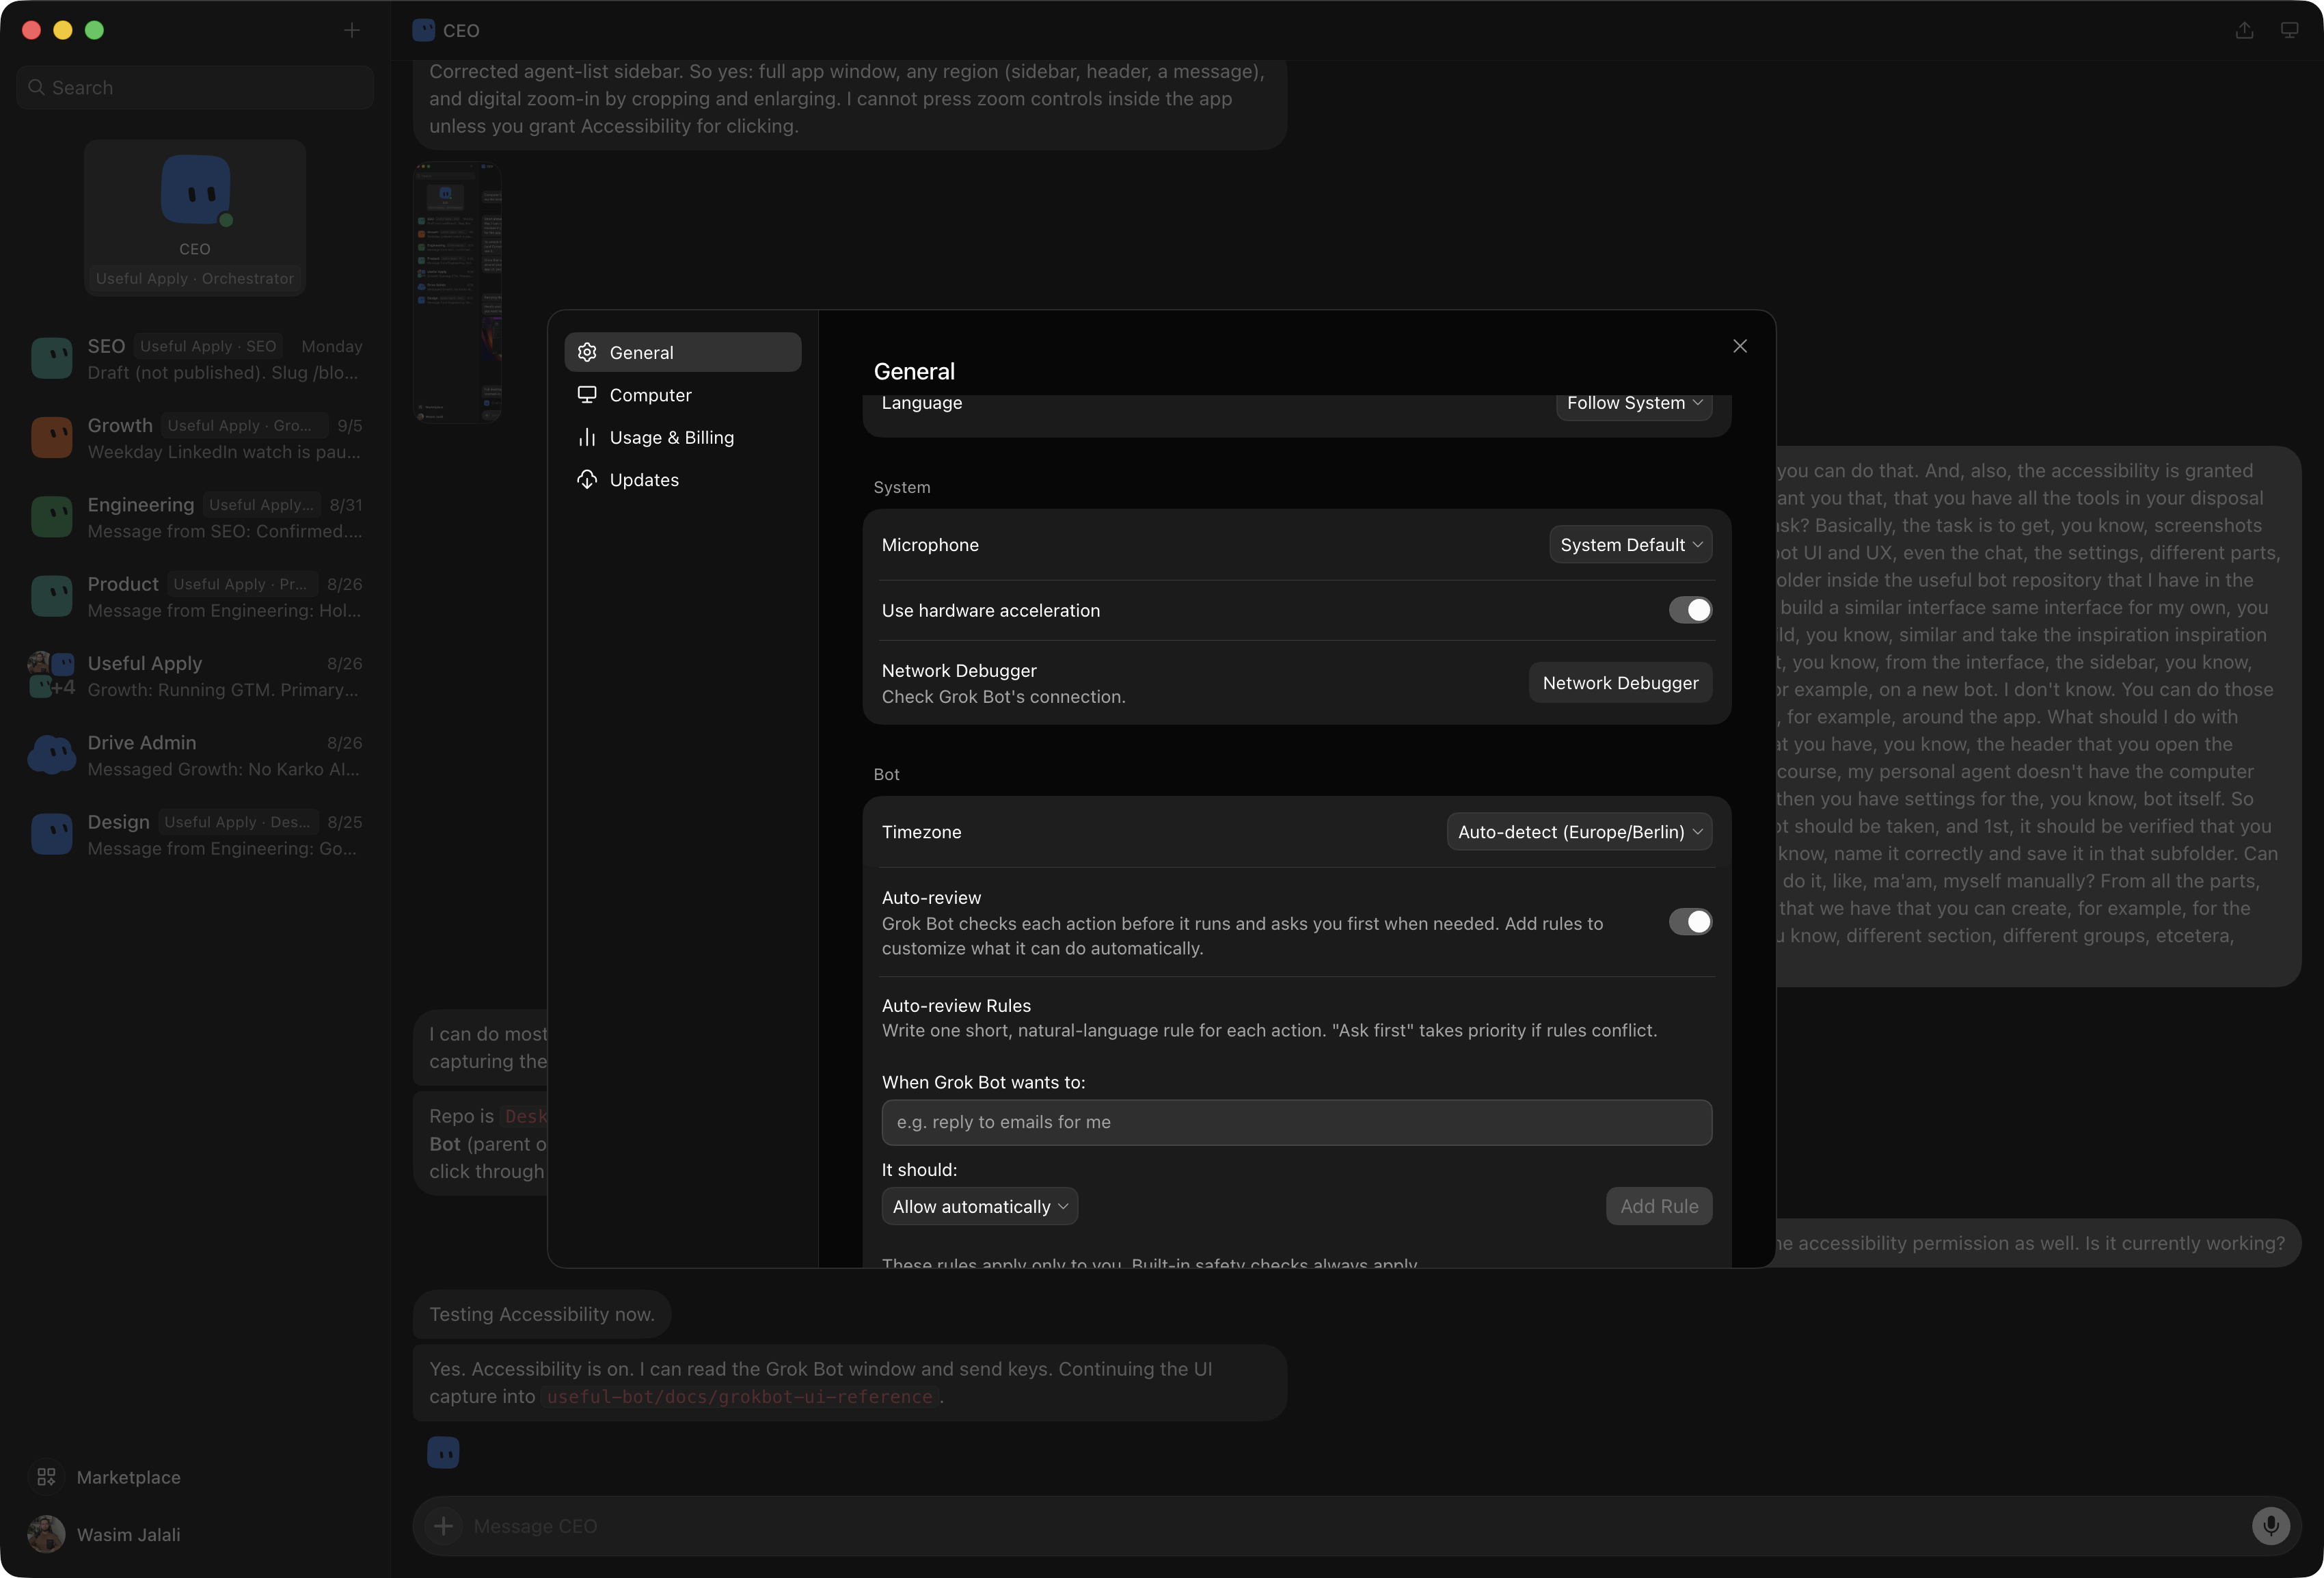 CEO
Search
CEO
Useful Apply · Orchestrator
SEO Useful Apply · SEO Monday
Draft (not published). Slug /blo...
Growth Useful Apply · Gro... 9/5
Weekday LinkedIn watch is pau...
Engineering Useful Apply... 8/31
Message from SEO: Confirmed....
Product Useful Apply · Pr... 8/26
Message from Engineering: Hol...
+4
Useful Apply 8/26
Growth: Running GTM. Primary...
Drive Admin 8/26
Messaged Growth: No Karko AI...
Design Useful Apply · Des... 8/25
Message from Engineering: Go...
Marketplace
Wasim Jalali
Corrected agent-list sidebar. So yes: full app window, any region (sidebar, header, a message),
and digital zoom-in by cropping and enlarging. I cannot press zoom controls inside the app
unless you grant Accessibility for clicking.
you can do that. And, also, the accessibility is granted
ant you that, that you have all the tools in your disposal
ask? Basically, the task is to get, you know, screenshots
bot UI and UX, even the chat, the settings, different parts,
older inside the useful bot repository that I have in the
build a similar interface same interface for my own, you
ld, you know, similar and take the inspiration inspiration
t, you know, from the interface, the sidebar, you know,
or example, on a new bot. I don't know. You can do those
, for example, around the app. What should I do with
at you have, you know, the header that you open the
course, my personal agent doesn't have the computer
then you have settings for the, you know, bot itself. So
ot should be taken, and 1st, it should be verified that you
know, name it correctly and save it in that subfolder. Can
do it, like, ma'am, myself manually? From all the parts,
that we have that you can create, for example, for the
u know, different section, different groups, etcetera,
I can do most
capturing the
Repo is Desk
Bot (parent o
click through
he accessibility permission as well. Is it currently working?
Testing Accessibility now.
Yes. Accessibility is on. I can read the Grok Bot window and send keys. Continuing the UI
capture into useful-bot/docs/grokbot-ui-reference.
Message CEO
General
Computer
Usage & Billing
Updates
General
Language Follow System
System
Microphone System Default
Use hardware acceleration
Network Debugger
Check Grok Bot's connection.
Network Debugger
Bot
Timezone Auto-detect (Europe/Berlin)
Auto-review
Grok Bot checks each action before it runs and asks you first when needed. Add rules to
customize what it can do automatically.
Auto-review Rules
Write one short, natural-language rule for each action. "Ask first" takes priority if rules conflict.
When Grok Bot wants to:
e.g. reply to emails for me
It should:
Allow automatically Add Rule
These rules apply only to you. Built-in safety checks always apply.